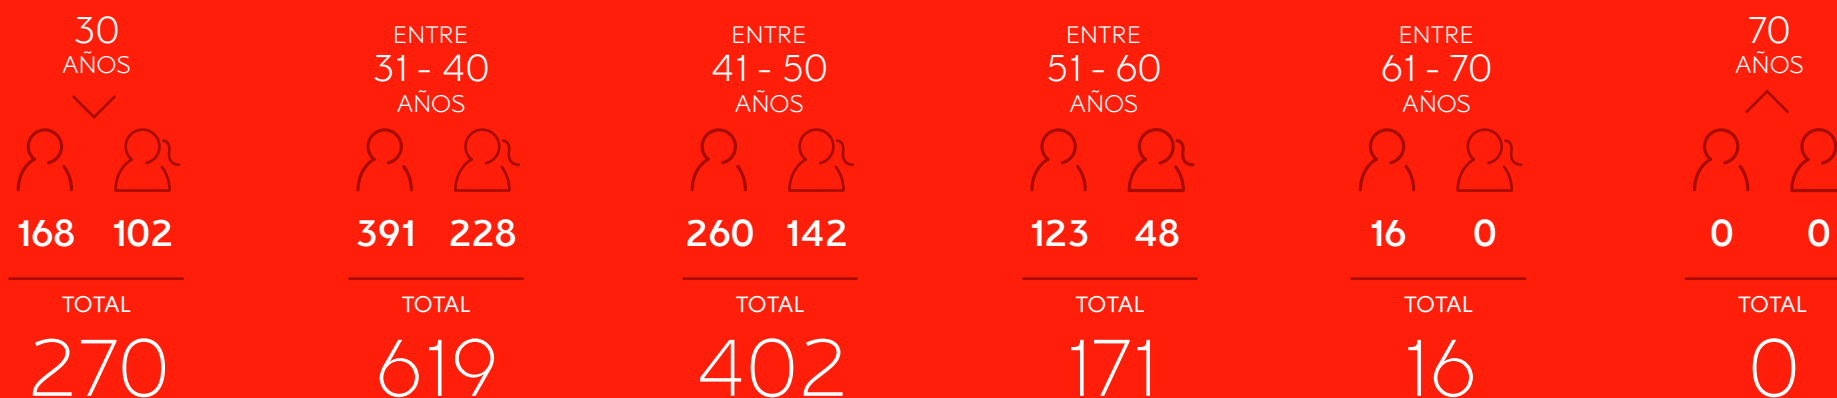 30
AÑOS
168 102
TOTAL
270
ENTRE
31 - 40
AÑOS
391 228
TOTAL
619
ENTRE
41 - 50
AÑOS
260 142
TOTAL
402
ENTRE
51 - 60
AÑOS
123 48
TOTAL
171
ENTRE
61 - 70
AÑOS
16 0
TOTAL
16
70
AÑOS
0 0
TOTAL
0